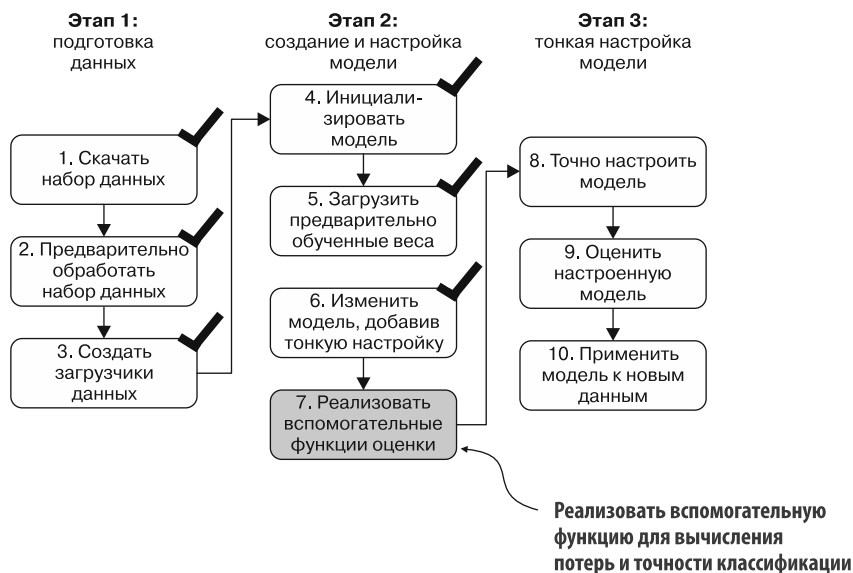 Этап 1:
подготовка
данных
Этап 2:
создание и настройка
модели
Этап 3:
тонкая настройка
модели
1. Скачать
набор данных
2. Предварительно
обработать
набор данных
3. Создать
загрузчики
данных
4. Инициали-
зировать
модель
5. Загрузить
предварительно
обученные веса
6. Изменить
модель, добавив
тонкую настройку
7. Реализовать
вспомогательные
функции оценки
8. Точно настроить
модель
9. Оценить
настроенную
модель
10. Применить
модель к новым
данным
Реализовать вспомогательную
функцию для вычисления
потерь и точности классификации